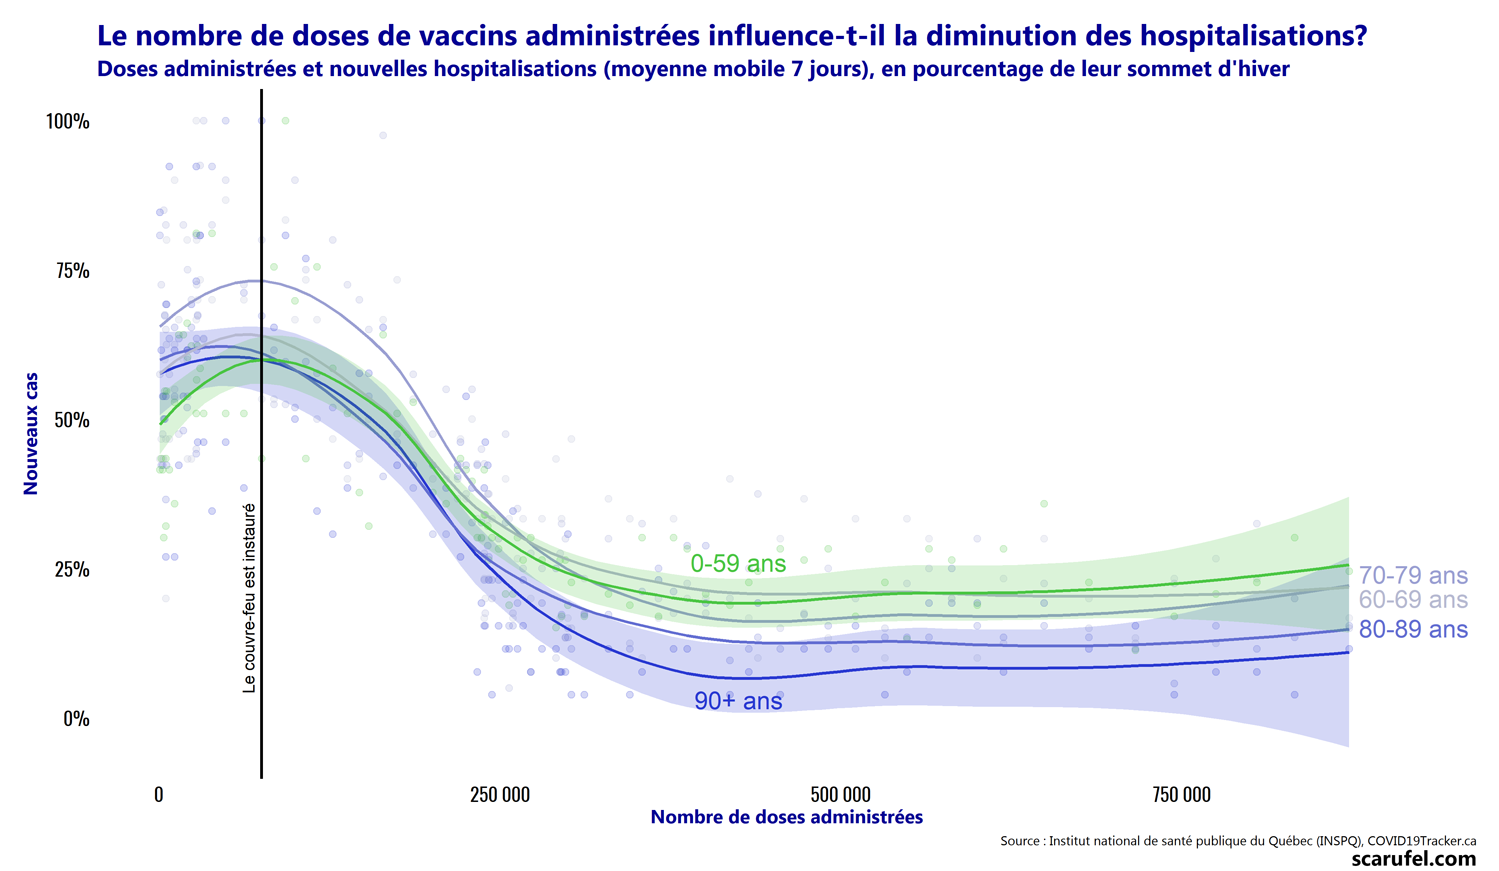 Le nombre de doses de vaccins administrées influence-t-il la diminution des hospitalisations?
Doses administrées et nouvelles hospitalisations (moyenne mobile 7 jours), en pourcentage de leur sommet d'hiver
100%
75%
50%
25%
0%
Nouveaux cas
Le couvre-feu est instauré
0-59 ans
90+ ans
70-79 ans
60-69 ans
80-89 ans
0
250 000
500 000
750 000
Nombre de doses administrées
Source : Institut national de santé publique du Québec (INSPQ), COVID19Tracker.ca
scarufel.com